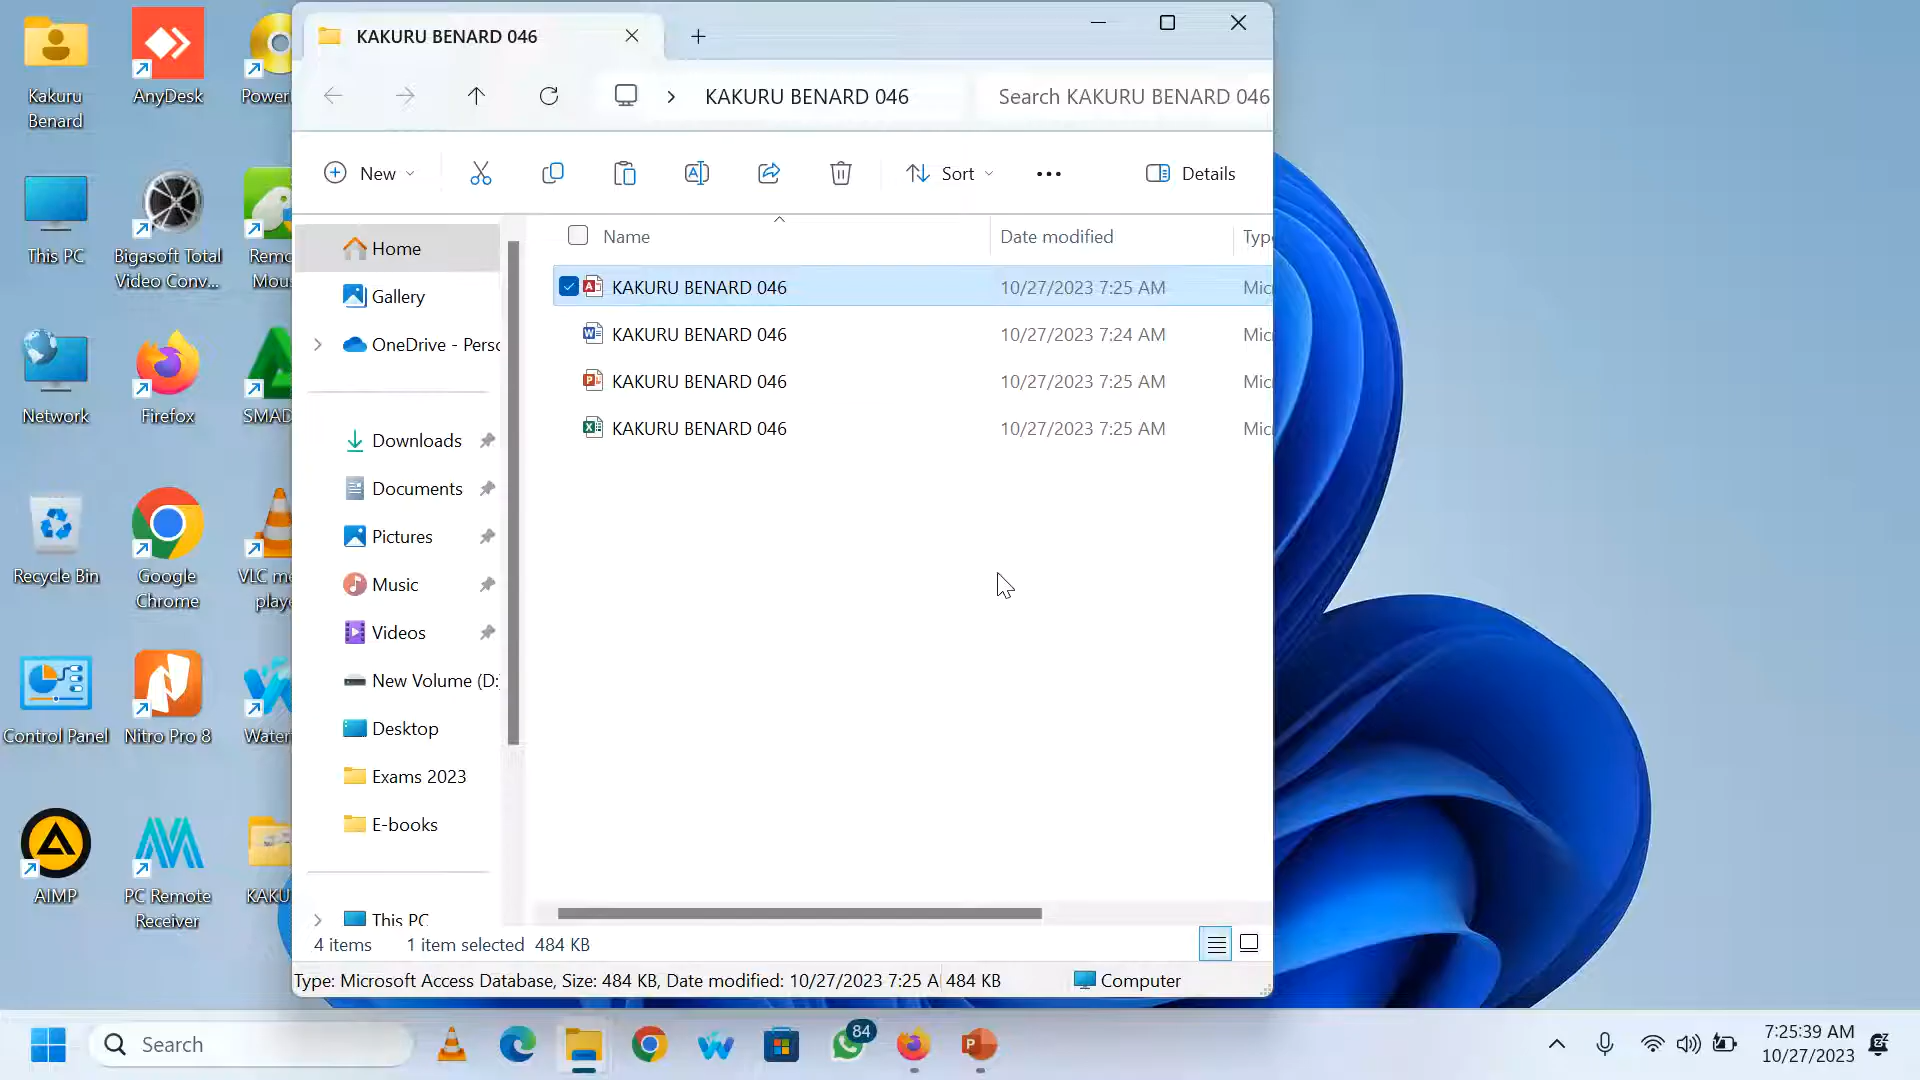 Kakuru
Benard
AnyDesk
Power
This PC
Bigasoft Total
Video Conv...
Remo
Mou
Network
Firefox
SMAD
Recycle Bin
Google
Chrome
VLC me
play
Control Panel
Nitro Pro 8
Water
AIMP
PC Remote
Receiver
KAKU
KAKURU BENARD 046
KAKURU BENARD 046
Search KAKURU BENARD 046
New
Sort
Details
Home
Gallery
OneDrive - Perso
Downloads
Documents
Pictures
Music
Videos
New Volume (D:
Desktop
Exams 2023
E-books
This PC
Name Date modified Type
KAKURU BENARD 046 10/27/2023 7:25 AM Mic
KAKURU BENARD 046 10/27/2023 7:24 AM Mic
KAKURU BENARD 046 10/27/2023 7:25 AM Mic
KAKURU BENARD 046 10/27/2023 7:25 AM Mic
4 items 1 item selected 484 KB
Type: Microsoft Access Database, Size: 484 KB, Date modified: 10/27/2023 7:25 A 484 KB Computer
Search
84
7:25:39 AM
10/27/2023